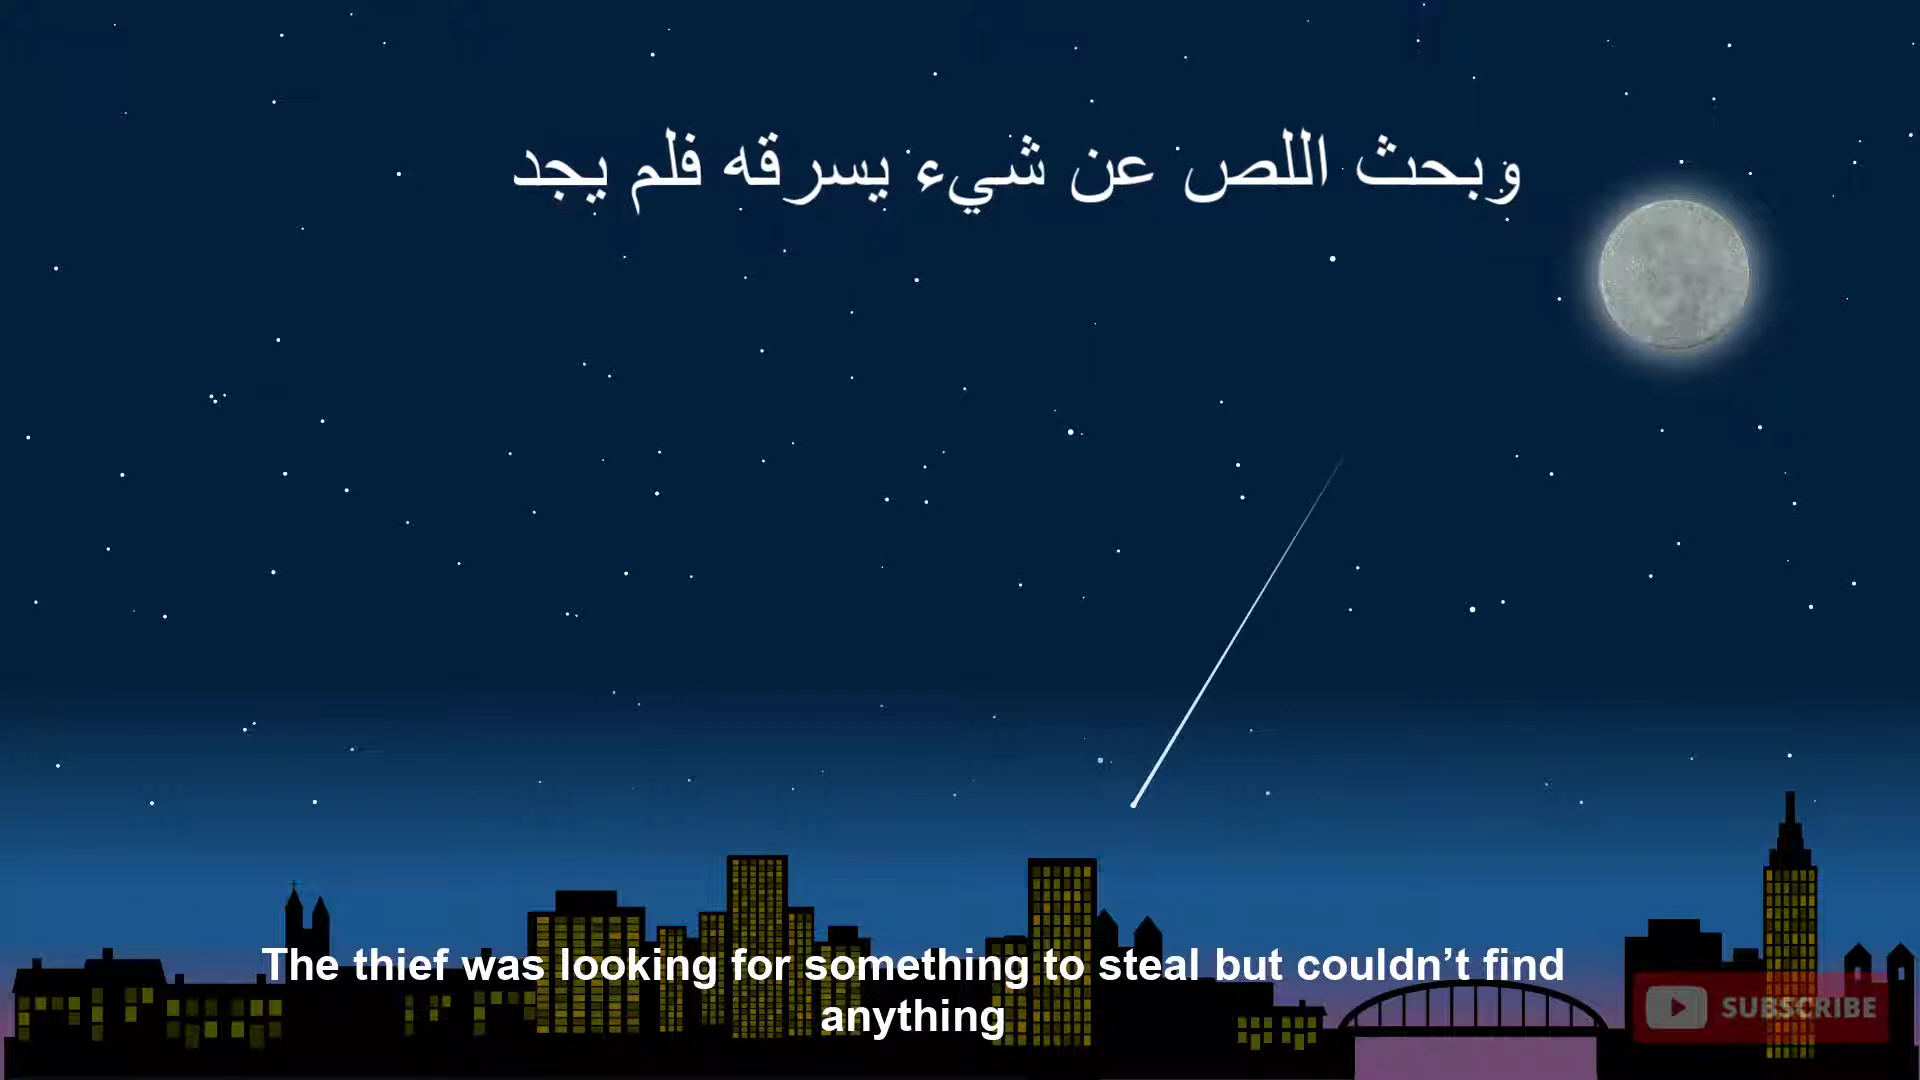 وبحث اللص عن شيء يسرقه فلم يجد
The thief was looking for something to steal but couldn’t find
anything
SUBSCRIBE